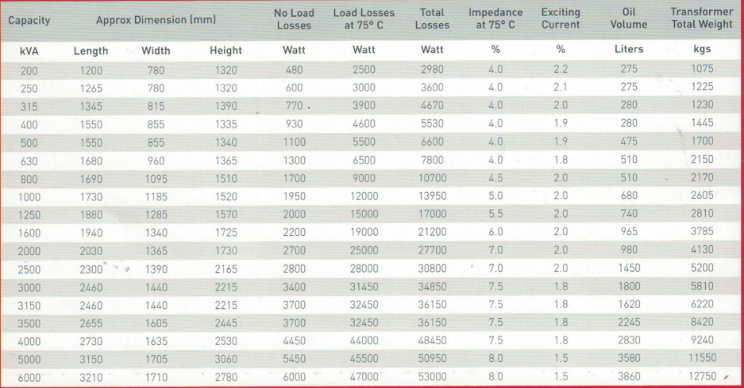 Capacity Approx Dimension (mm) No Load Losses Load Losses at 75° C Total Losses Impedance at 75° C Exciting Current Oil Volume Transformer Total Weight
kVA Length Width Height Watt Watt Watt % % Liters kgs
200 1200 780 1320 480 2500 2980 4.0 2.2 275 1075
250 1265 780 1320 600 3000 3600 4.0 2.1 275 1225
315 1345 815 1390 770 3900 4670 4.0 2.0 280 1230
400 1550 855 1335 930 4600 5530 4.0 1.9 280 1445
500 1550 855 1340 1100 5500 6600 4.0 1.9 475 1700
630 1680 960 1365 1300 6500 7800 4.0 1.8 510 2150
800 1690 1095 1510 1700 9000 10700 4.5 2.0 510 2170
1000 1730 1185 1520 1950 12000 13950 5.0 2.0 680 2605
1250 1880 1285 1570 2000 15000 17000 5.5 2.0 740 2810
1600 1940 1340 1725 2200 19000 21200 6.0 2.0 965 3785
2000 2030 1365 1730 2700 25000 27700 7.0 2.0 980 4130
2500 2300 1390 2165 2800 28000 30800 7.0 2.0 1450 5200
3000 2460 1440 2215 3400 31450 34850 7.5 1.8 1800 5810
3150 2460 1440 2215 3700 32450 36150 7.5 1.8 1620 6220
3500 2655 1605 2445 3700 32450 36150 7.5 1.8 2245 8420
4000 2730 1635 2530 4450 44000 48450 7.5 1.8 2830 9240
5000 3150 1705 3060 5450 45500 50950 8.0 1.5 3580 11550
6000 3210 1710 2780 6000 47000 53000 8.0 1.5 3860 12750